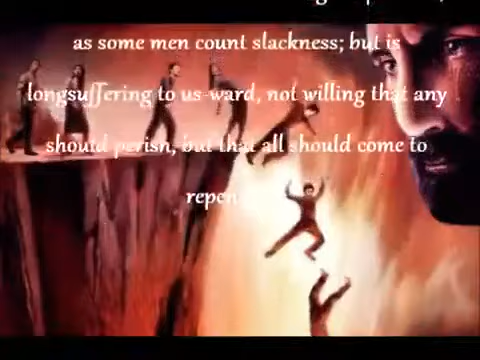 as some men count slackness; but is
longsuffering to us-ward, not willing that any
should perish, but that all should come to